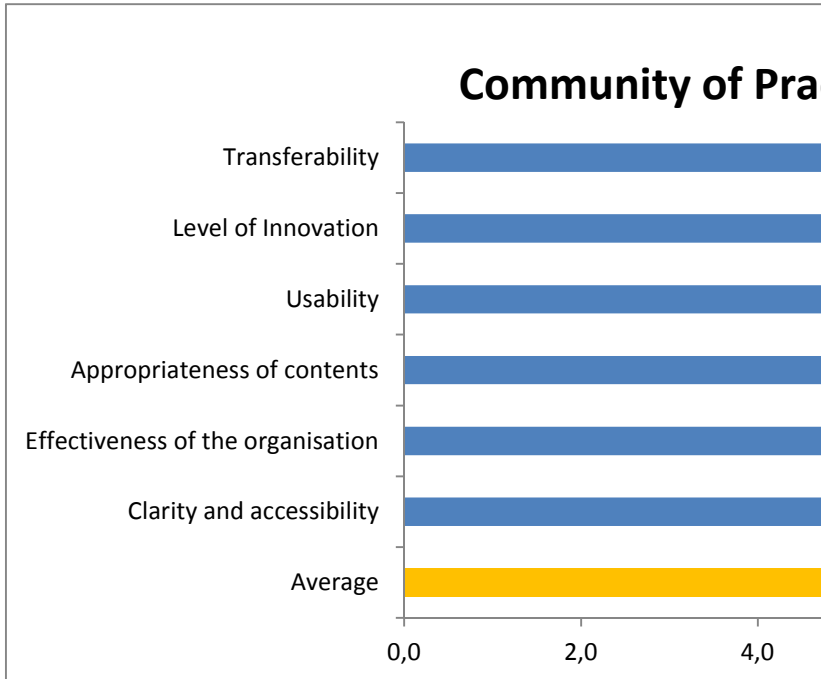 Community of Pra
Transferability
Level of Innovation
Usability
Appropriateness of contents
Effectiveness of the organisation
Clarity and accessibility
Average
0,0 2,0 4,0